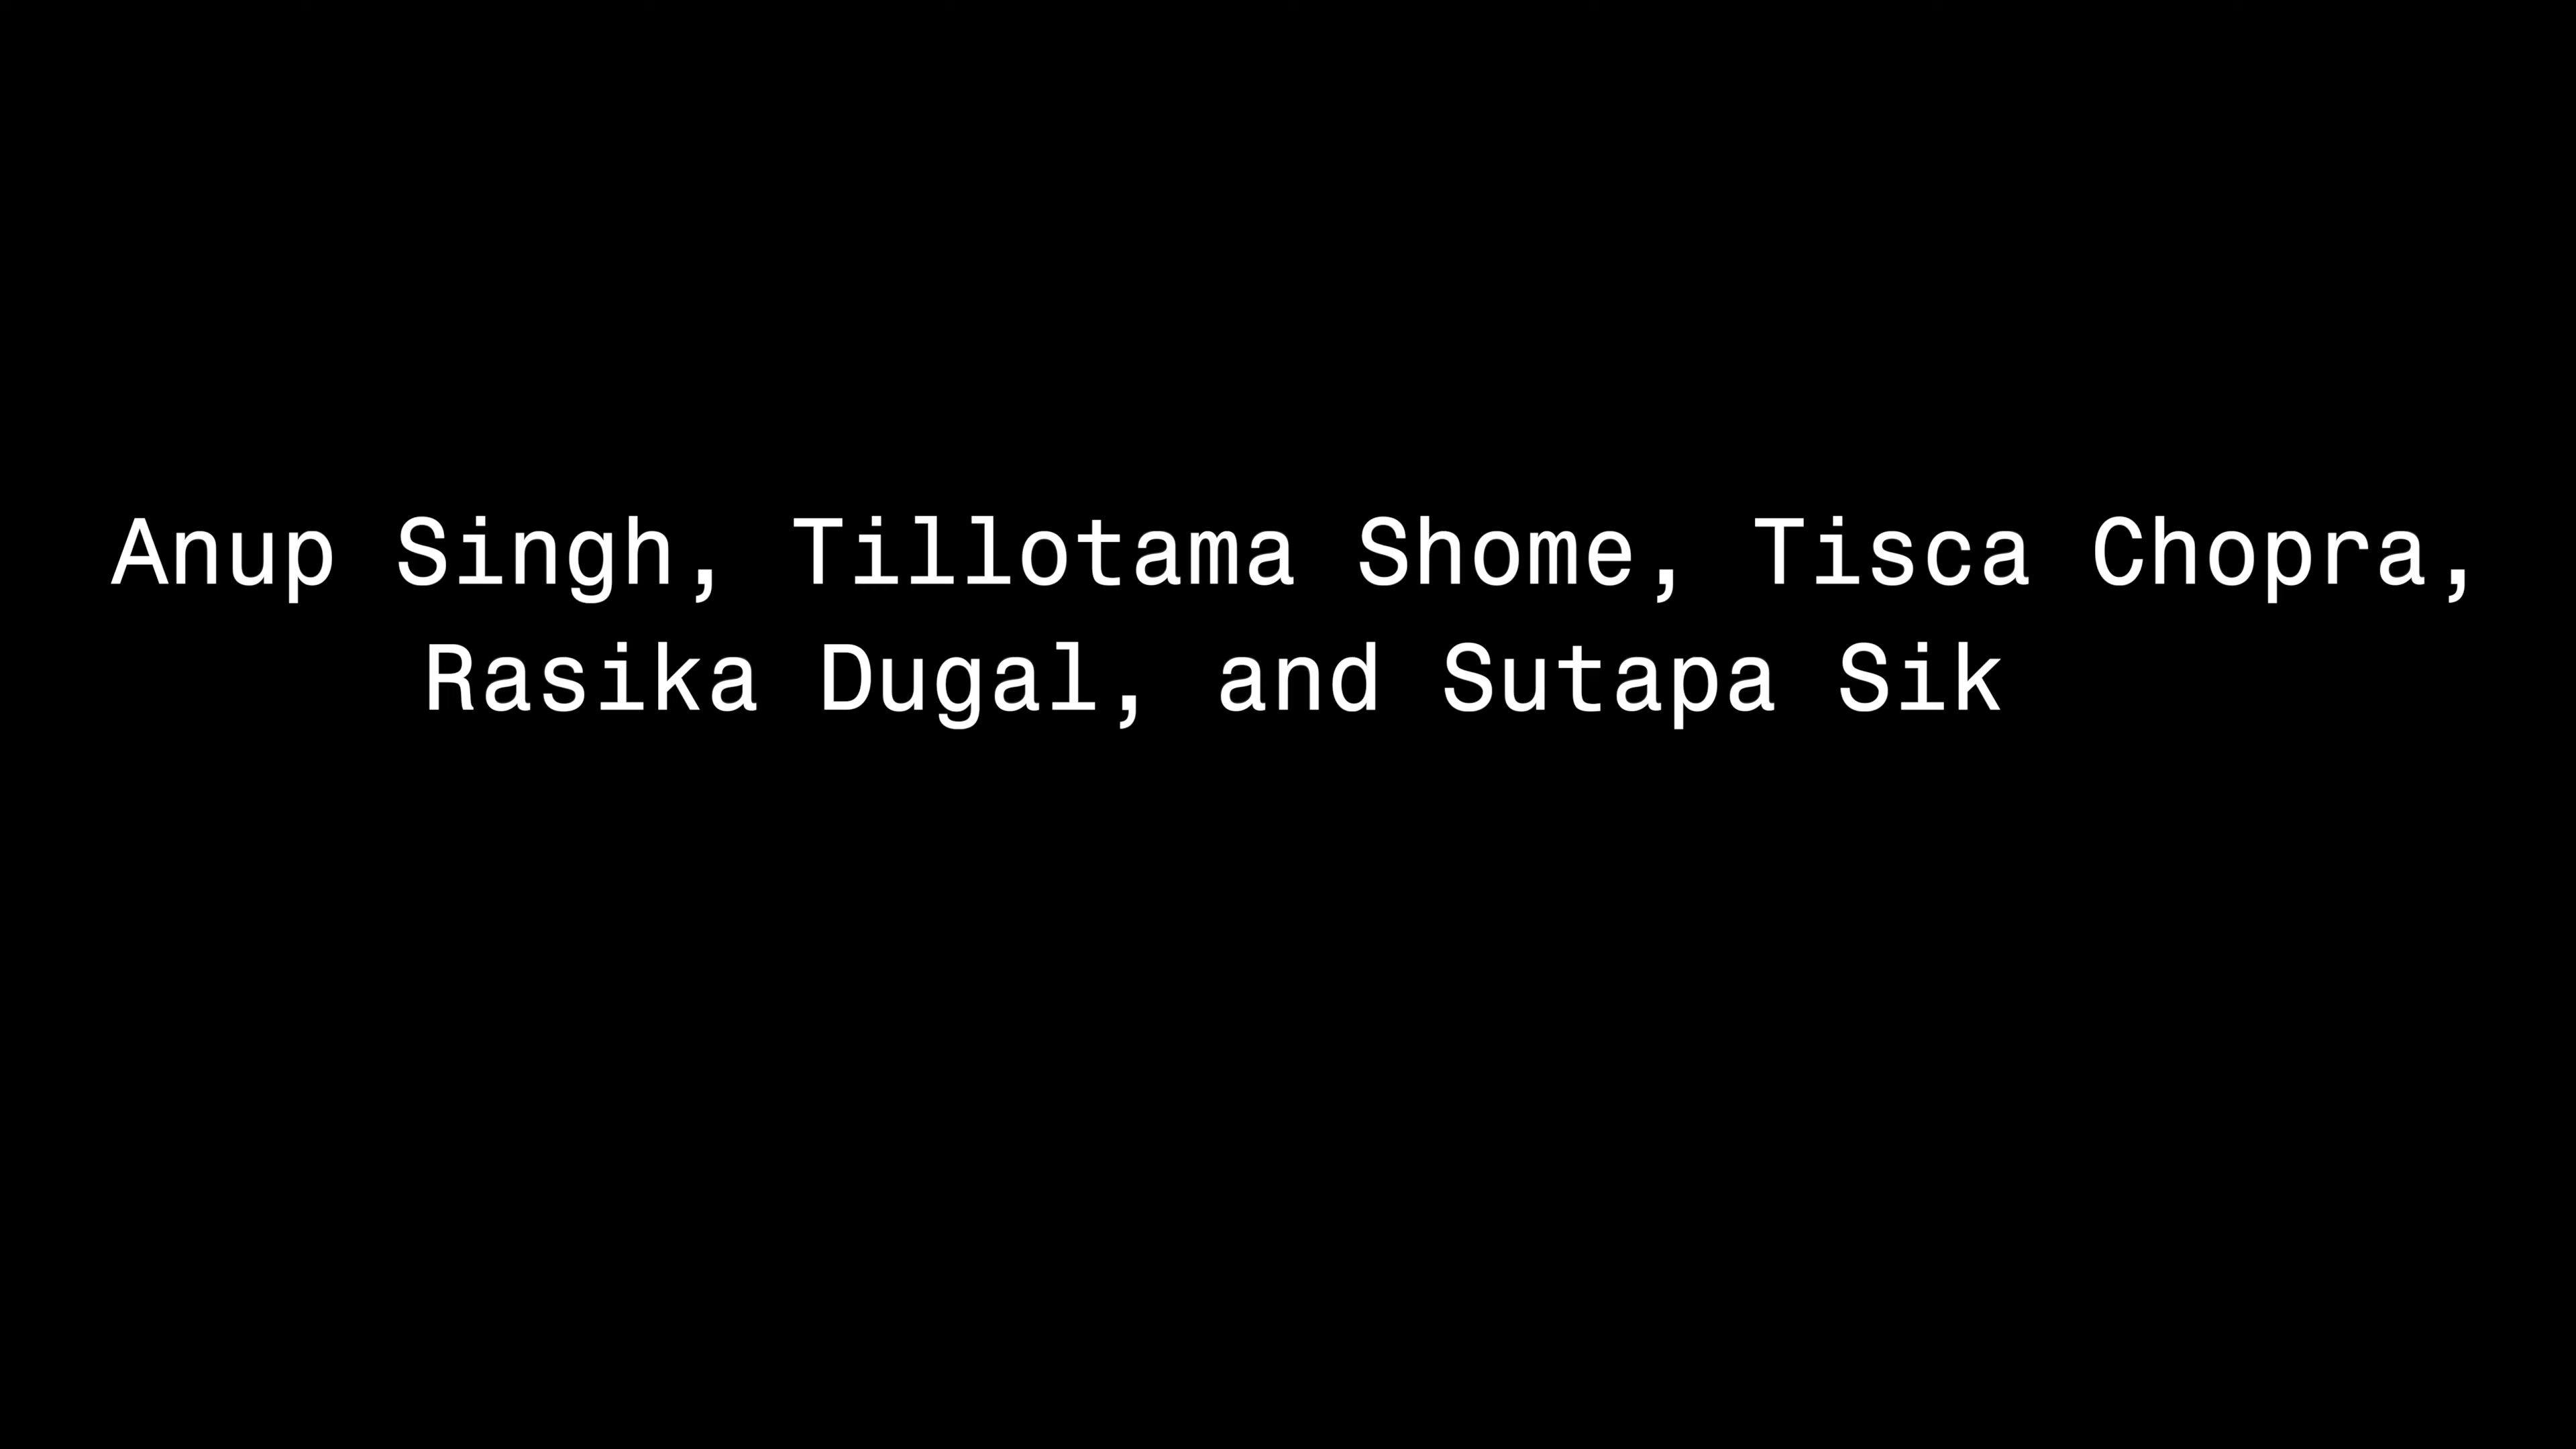 Anup Singh, Tillotama Shome, Tisca Chopra,
Rasika Dugal, and Sutapa Sik